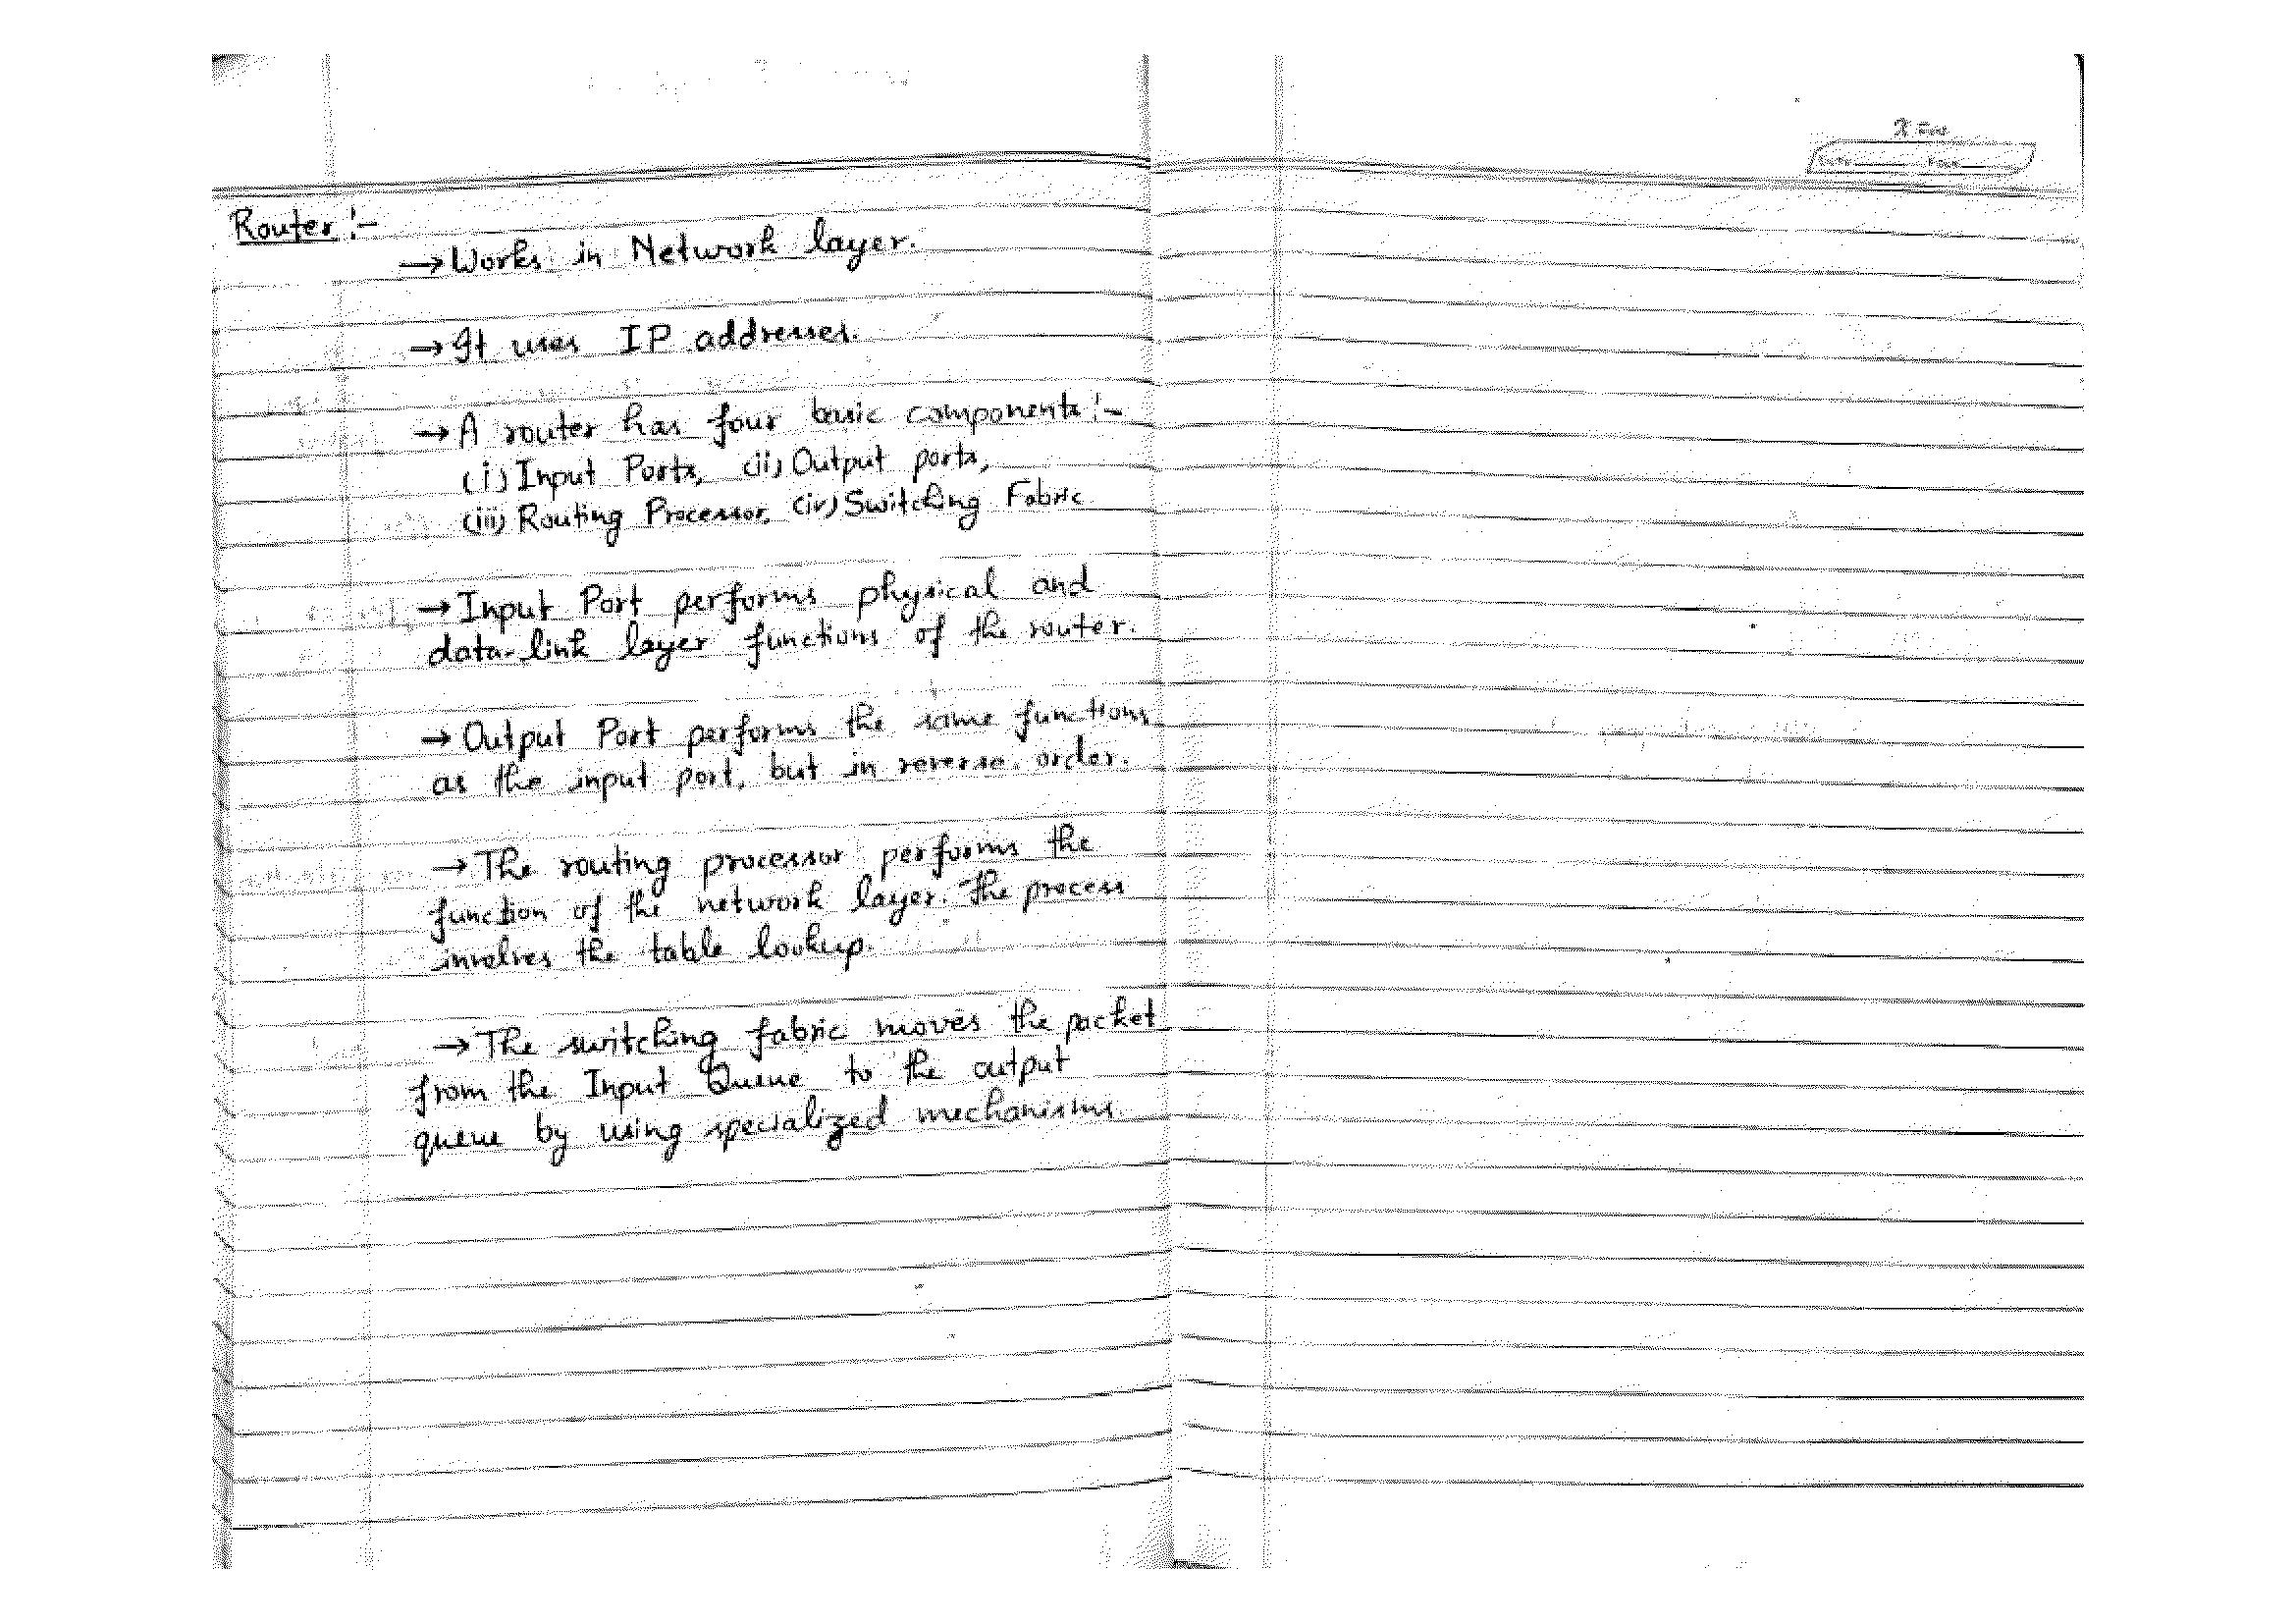 Router :-
→ Works in Network layer.
→ It uses IP addresses.
→ A router has four basic components :-
(i) Input Ports, (ii) Output ports,
(iii) Routing Processor, (iv) Switching Fabric
→ Input Port performs physical and
data-link layer functions of the router.
→ Output Port performs the same functions
as the input port, but in reverse order.
→ The routing processor performs the
function of the network layer. The process
involves the table lookup.
→ The switching fabric moves the packet
from the Input Queue to the output
queue by using specialized mechanisms.